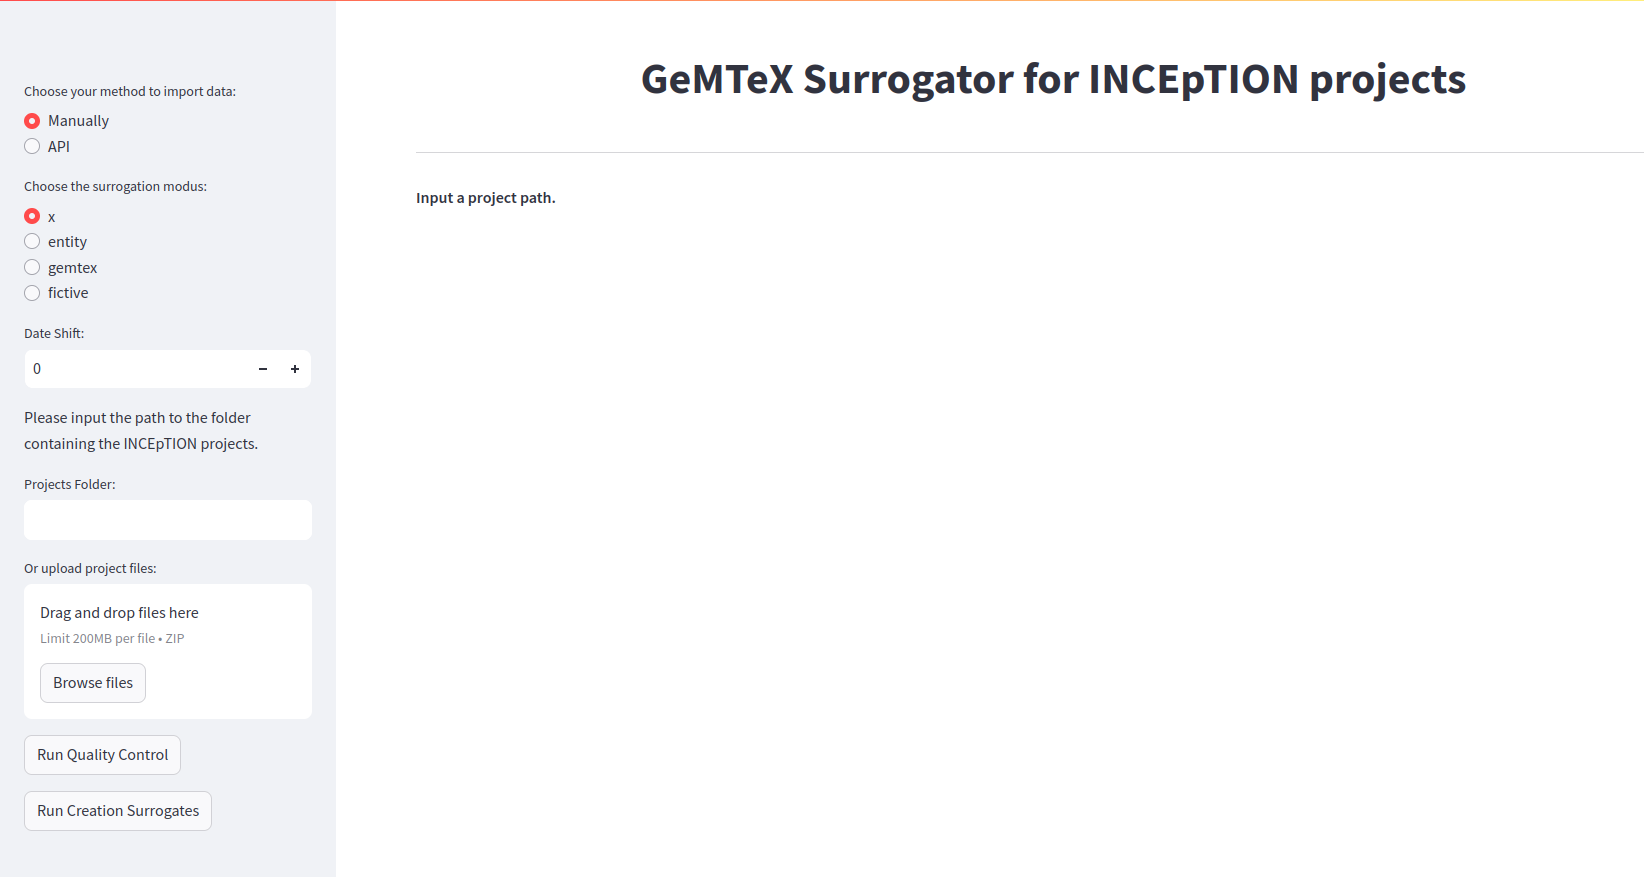 Choose your method to import data:
Manually
API
Choose the surrogation modus:
x
entity
gemtex
fictive
Date Shift:
0
Please input the path to the folder
containing the INCEpTION projects.
Projects Folder:
Or upload project files:
Drag and drop files here
Limit 200MB per file • ZIP
Browse files
Run Quality Control
Run Creation Surrogates
GeMTeX Surrogator for INCEpTION projects
Input a project path.